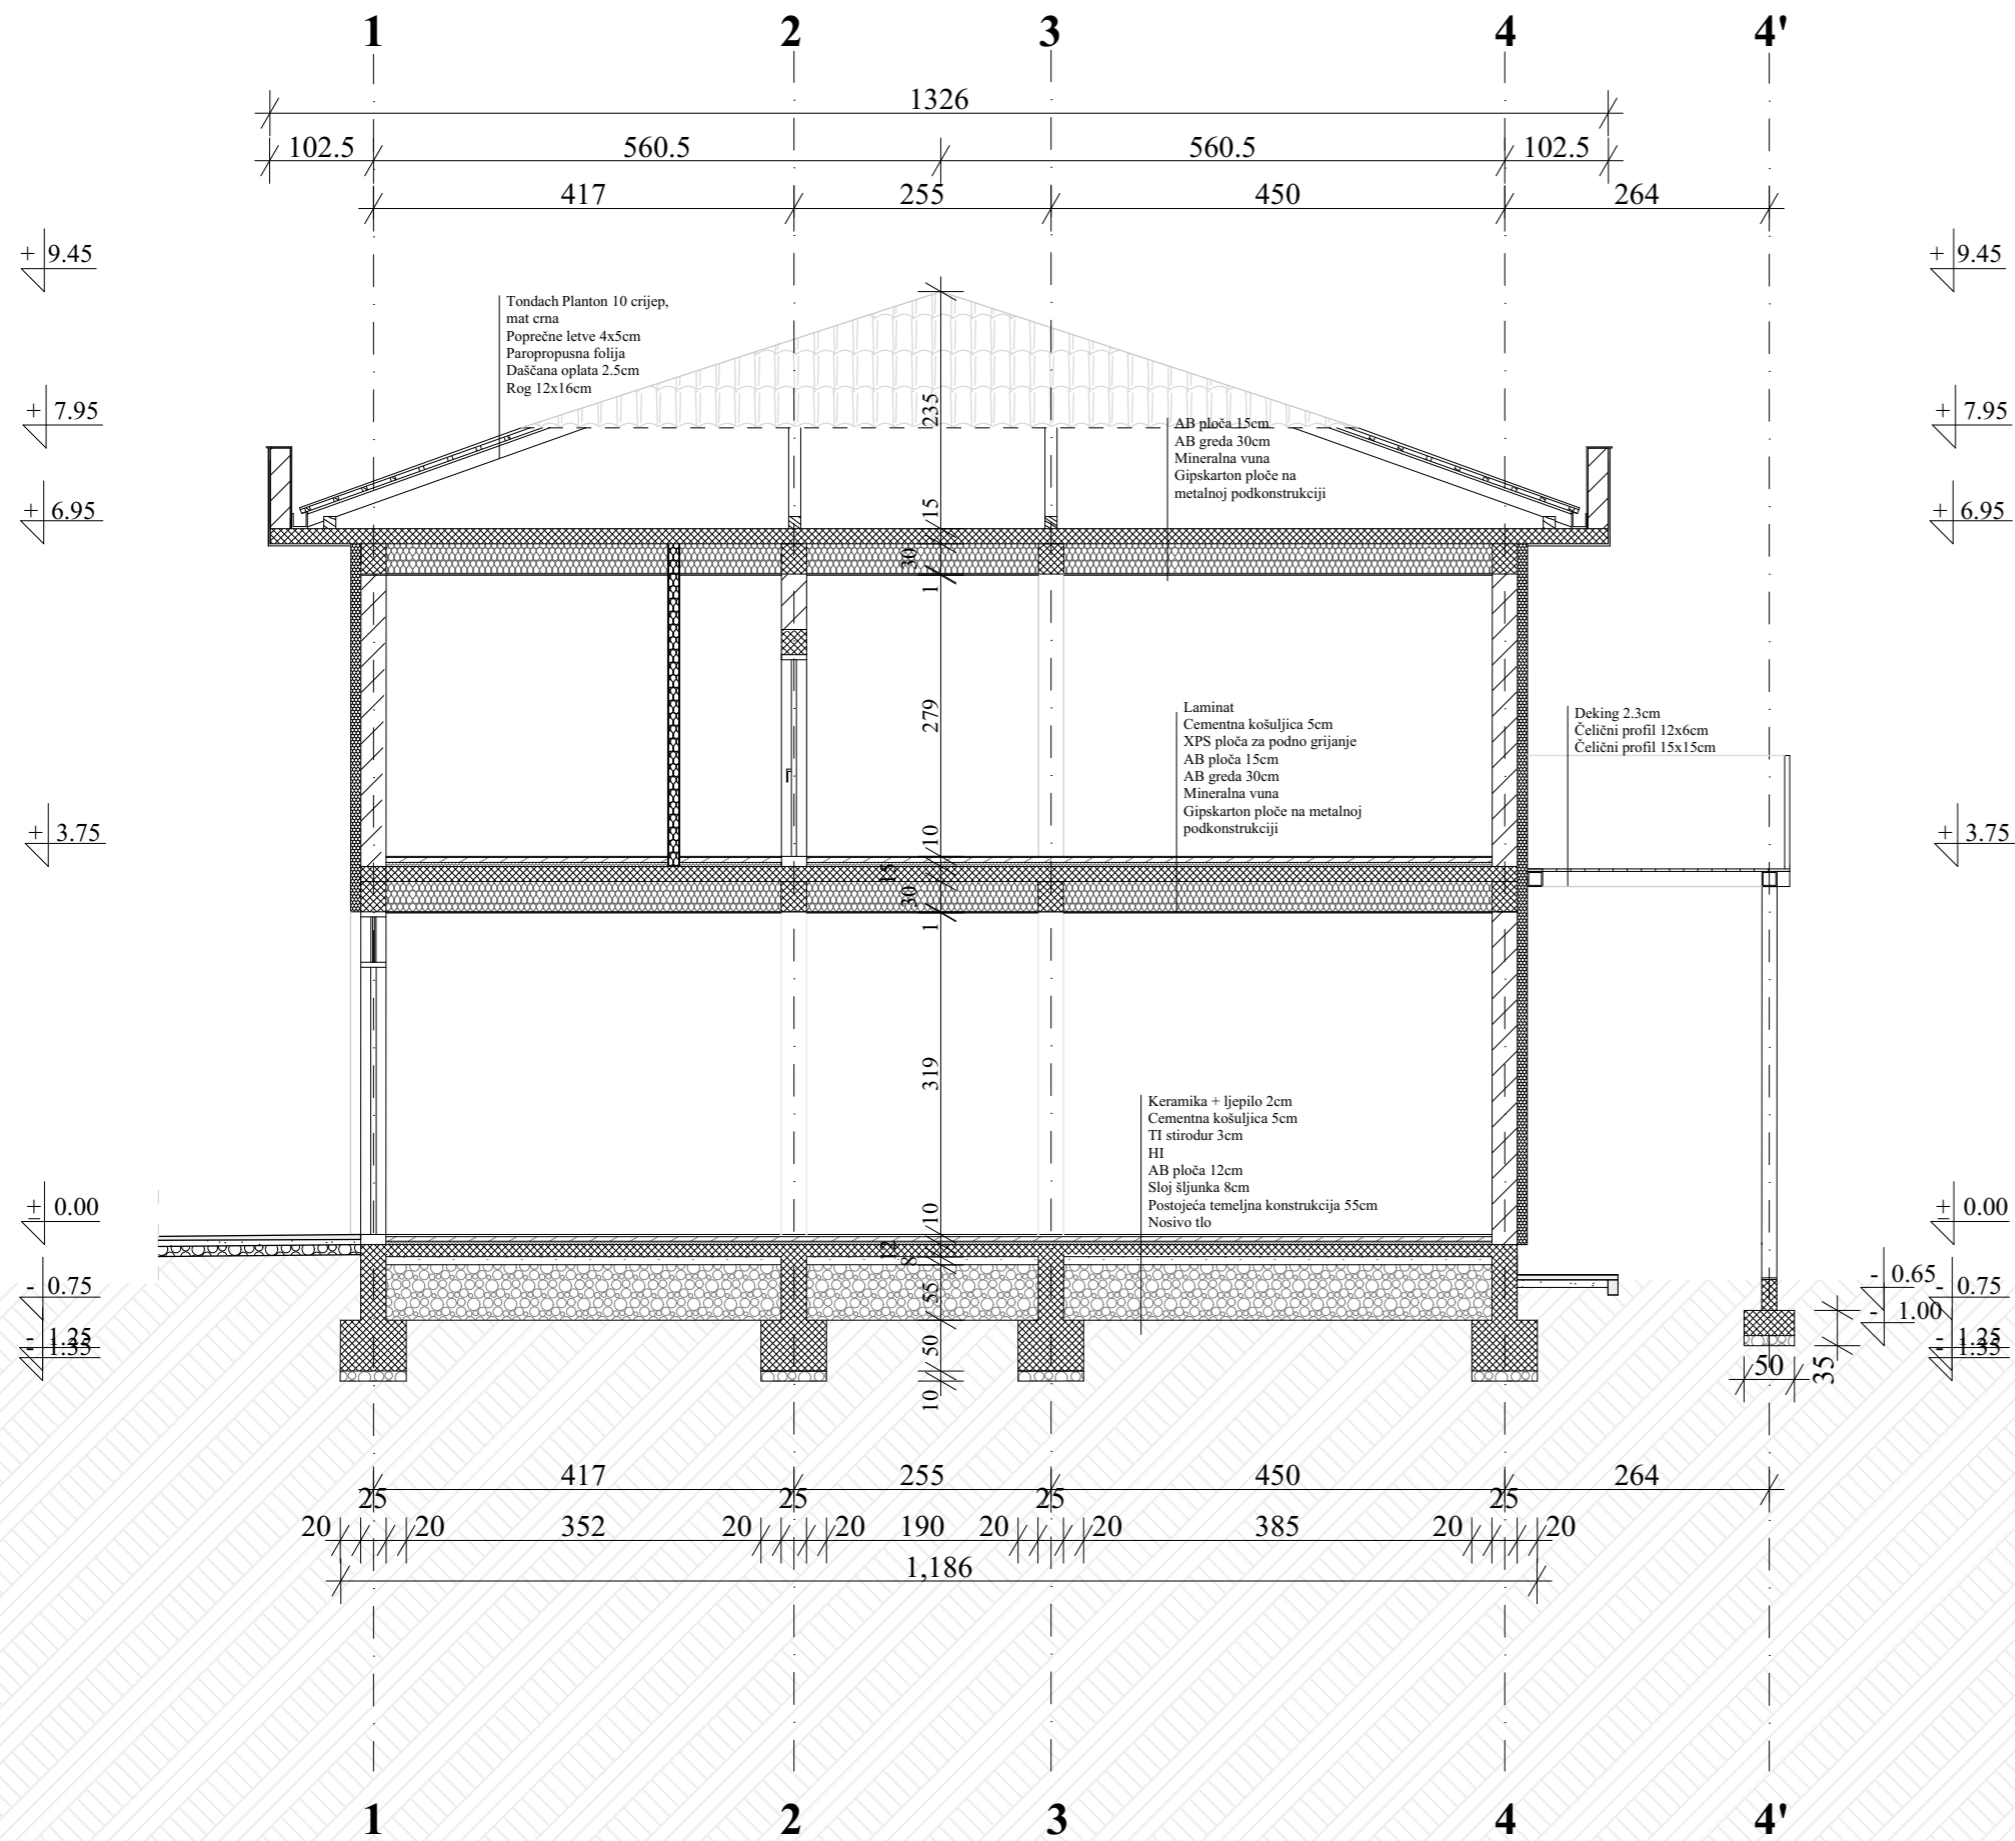 1 2 3 4 4'
1326
102.5 560.5 560.5 102.5
417 255 450 264
+ 9.45 + 9.45
Tondach Planton 10 crijep,
mat crna
Poprečne letve 4x5cm
Paropropusna folija
Daščana oplata 2.5cm
Rog 12x16cm
+ 7.95 + 7.95
235
AB ploča 15cm
AB greda 30cm
Mineralna vuna
Gipskarton ploče na
metalnoj podkonstrukciji
+ 6.95 + 6.95
15
30
1
279
Laminat
Cementna košuljica 5cm
XPS ploča za podno grijanje
AB ploča 15cm
AB greda 30cm
Mineralna vuna
Gipskarton ploče na metalnoj
podkonstrukciji
Deking 2.3cm
Čelični profil 12x6cm
Čelični profil 15x15cm
+ 3.75 + 3.75
10
15
30
1
319
Keramika + ljepilo 2cm
Cementna košuljica 5cm
TI stirodur 3cm
HI
AB ploča 12cm
Sloj šljunka 8cm
Postojeća temeljna konstrukcija 55cm
Nosivo tlo
± 0.00 ± 0.00
10
12
8
55
50
10
- 0.75 - 0.65 - 0.75
- 1.00
- 1.25 - 1.25
- 1.35 - 1.35
50 35
417 255 450 264
25 25 25 25
20 20 352 20 20 190 20 20 385 20 20
1,186
1 2 3 4 4'